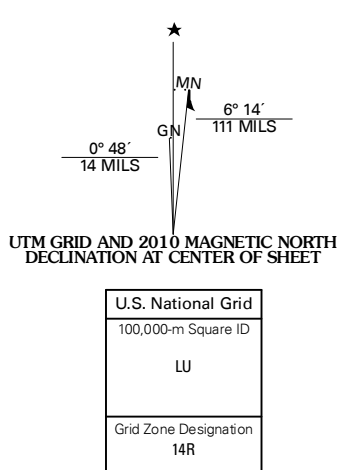 MN
6° 14´
111 MILS
GN
0° 48´
14 MILS
UTM GRID AND 2010 MAGNETIC NORTH
DECLINATION AT CENTER OF SHEET
U.S. National Grid
100,000-m Square ID
LU
Grid Zone Designation
14R